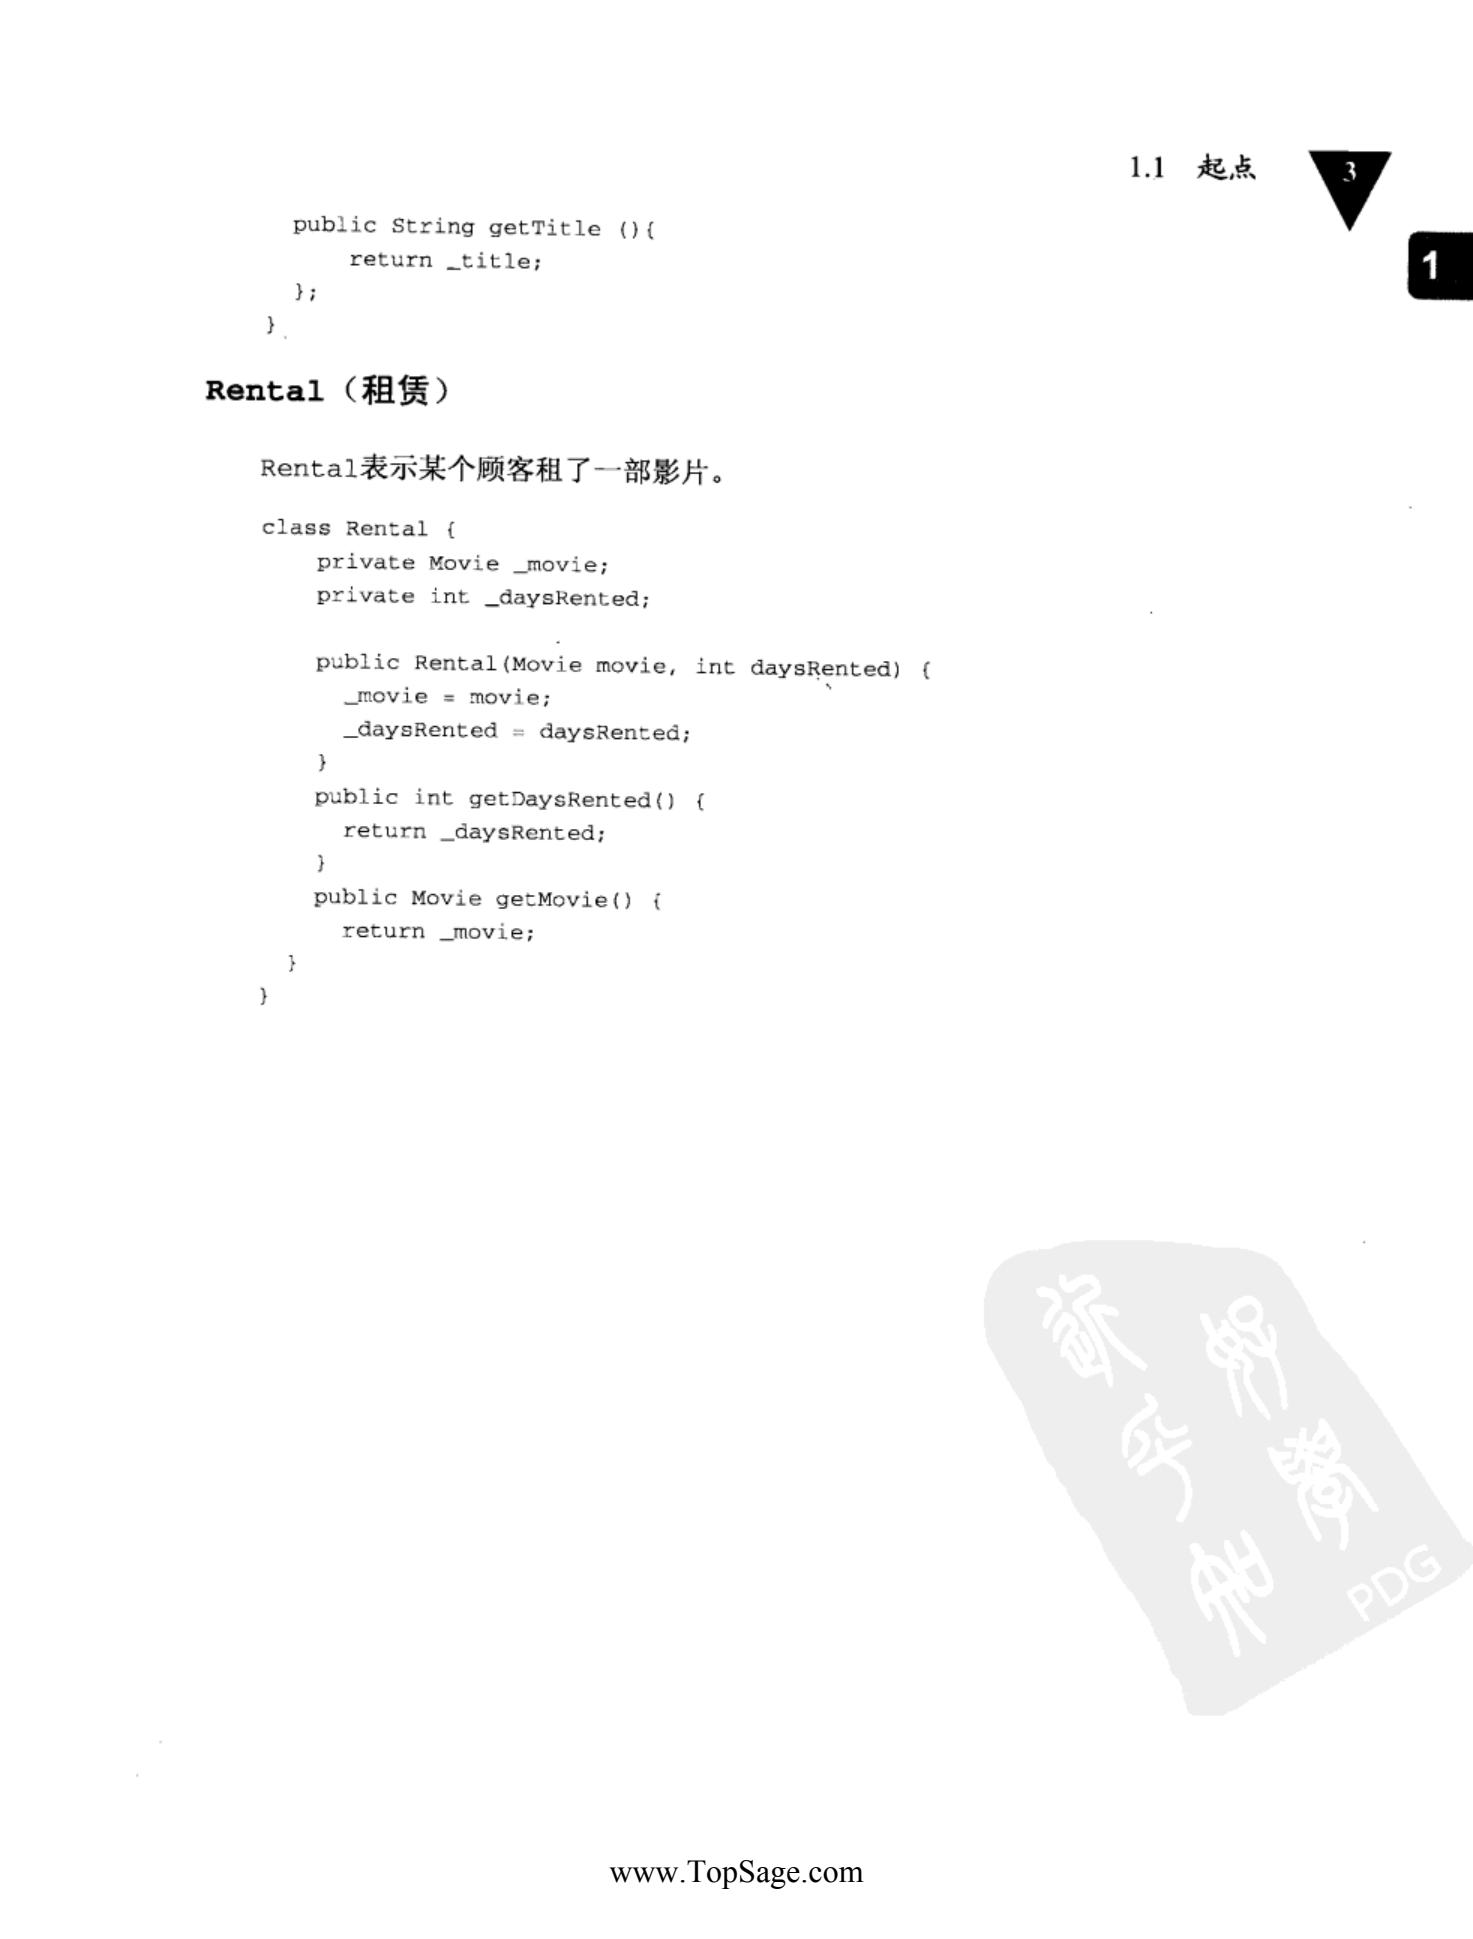 1.1 起点
3
1
public String getTitle (){
return _title;
};
}
Rental（租赁）
Rental表示某个顾客租了一部影片。
class Rental {
private Movie _movie;
private int _daysRented;
public Rental(Movie movie, int daysRented) {
_movie = movie;
_daysRented = daysRented;
}
public int getDaysRented() {
return _daysRented;
}
public Movie getMovie() {
return _movie;
}
}
PDG
www.TopSage.com